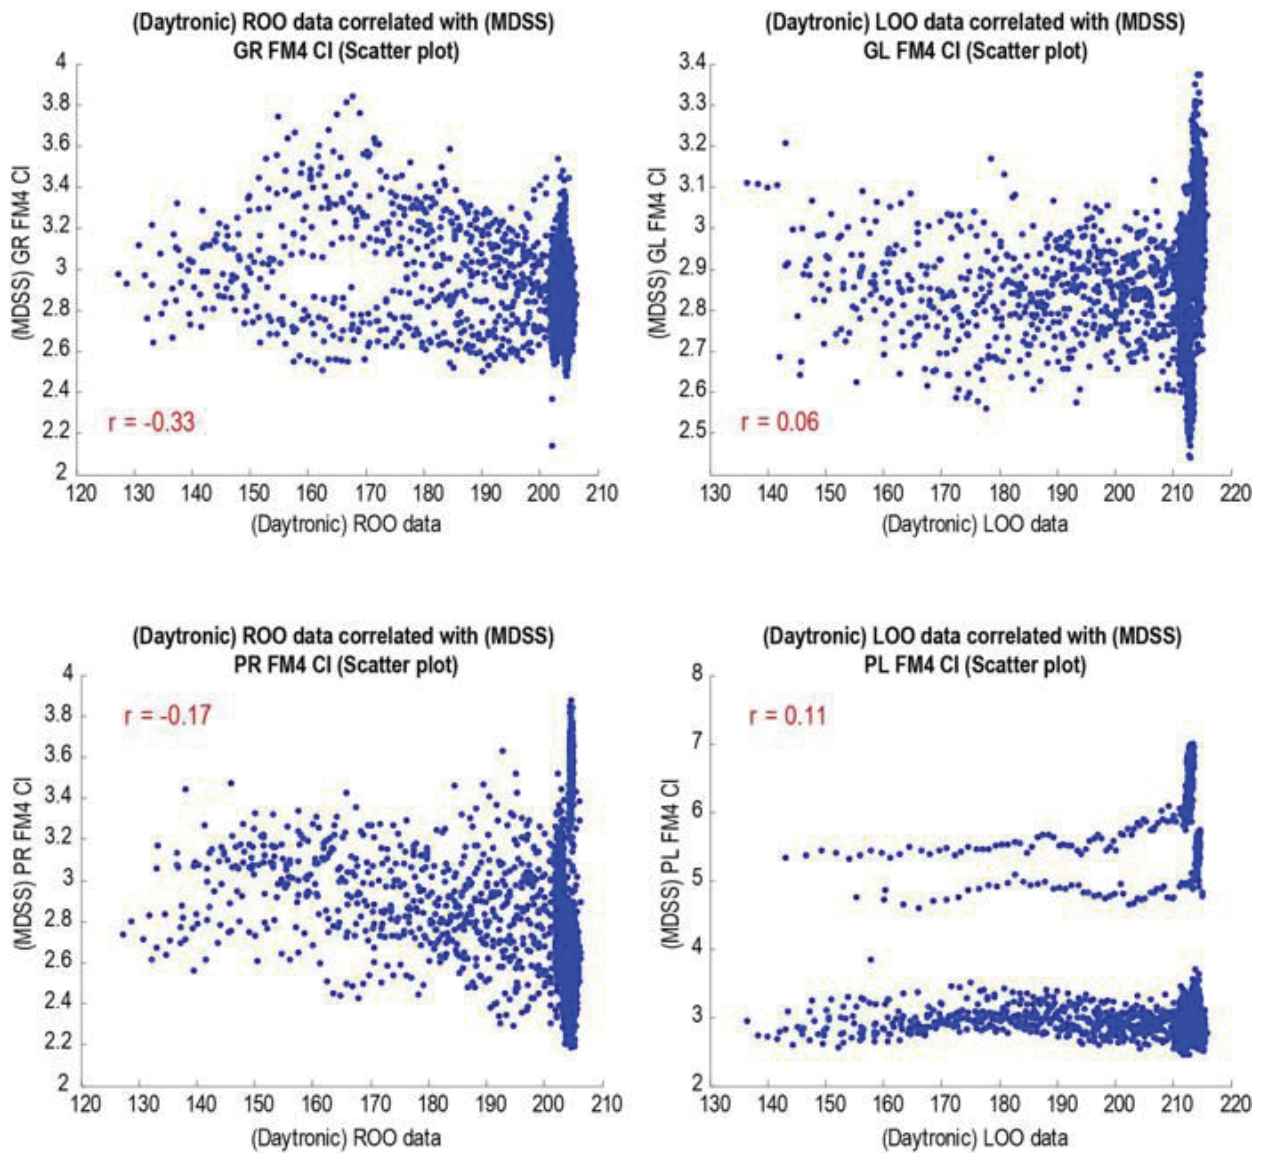 (Daytronic) ROO data correlated with (MDSS)
GR FM4 CI (Scatter plot)
4
3.8
3.6
3.4
3.2
3
2.8
2.6
2.4
2.2
2
(MDSS) GR FM4 CI
r = -0.33
120 130 140 150 160 170 180 190 200 210
(Daytronic) ROO data
(Daytronic) LOO data correlated with (MDSS)
GL FM4 CI (Scatter plot)
3.4
3.3
3.2
3.1
3
2.9
2.8
2.7
2.6
2.5
(MDSS) GL FM4 CI
r = 0.06
130 140 150 160 170 180 190 200 210 220
(Daytronic) LOO data
(Daytronic) ROO data correlated with (MDSS)
PR FM4 CI (Scatter plot)
4
3.8
3.6
3.4
3.2
3
2.8
2.6
2.4
2.2
2
(MDSS) PR FM4 CI
r = -0.17
120 130 140 150 160 170 180 190 200 210
(Daytronic) ROO data
(Daytronic) LOO data correlated with (MDSS)
PL FM4 CI (Scatter plot)
8
7
6
5
4
3
2
(MDSS) PL FM4 CI
r = 0.11
130 140 150 160 170 180 190 200 210 220
(Daytronic) LOO data